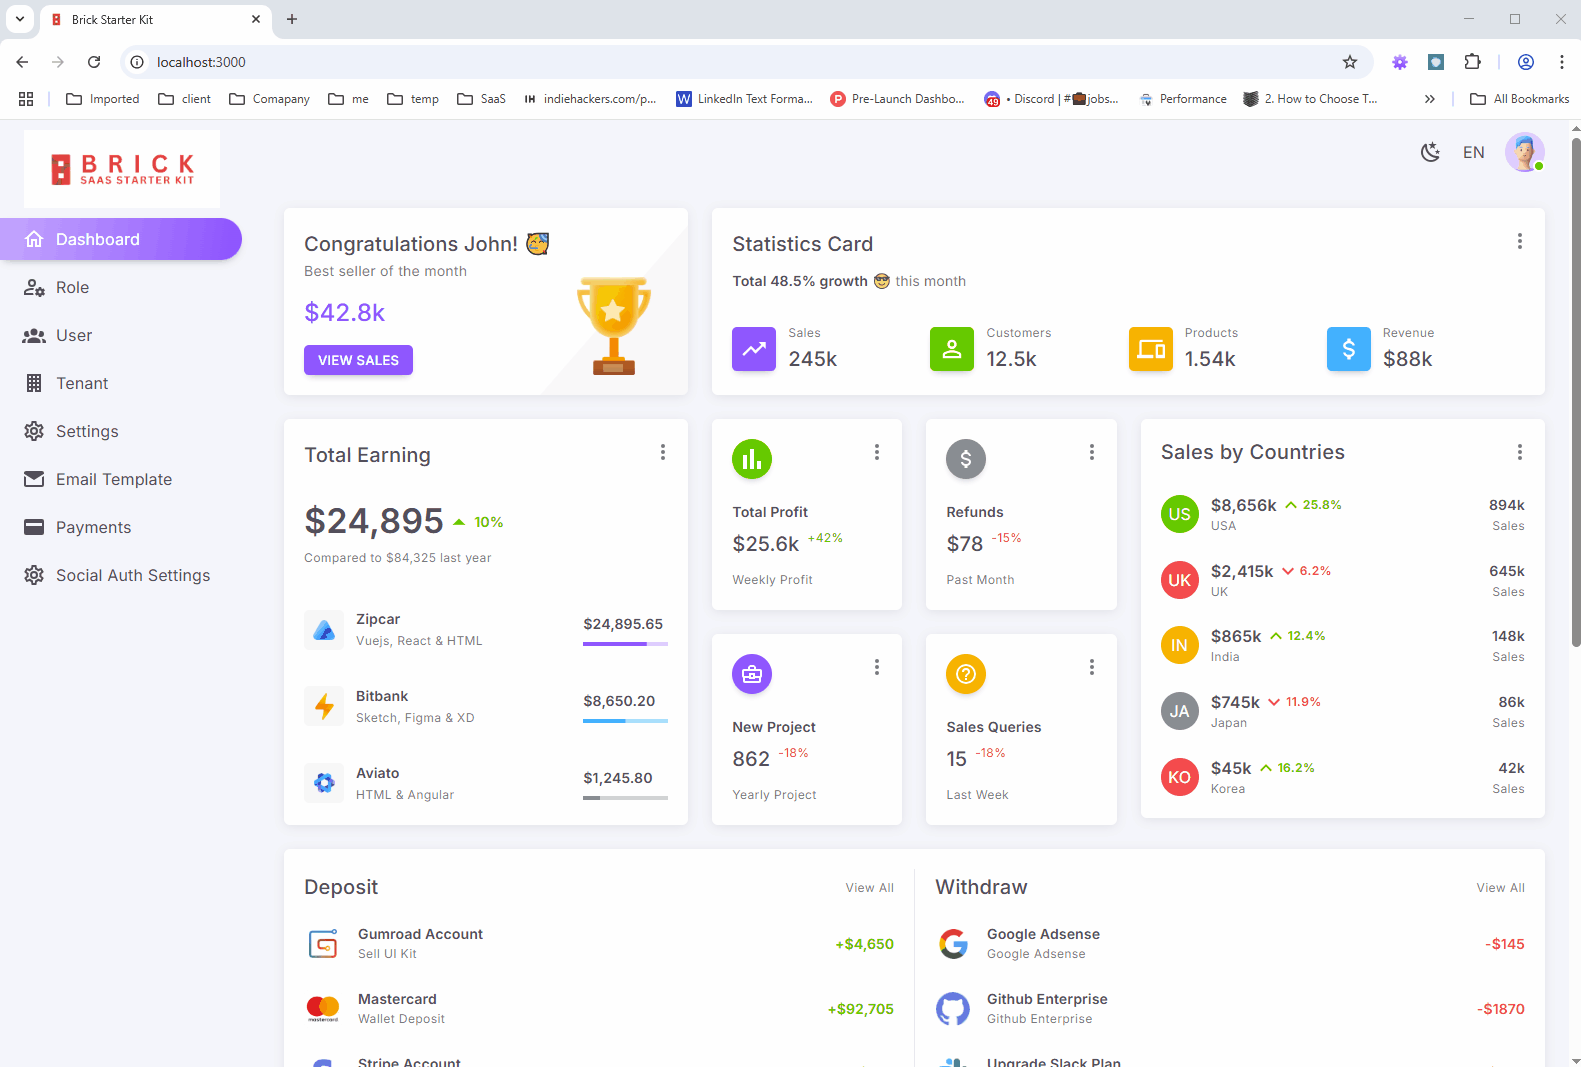 Brick Starter Kit
localhost:3000
Imported
client
Comapany
me
temp
SaaS
IH indiehackers.com/p...
W LinkedIn Text Forma...
P Pre-Launch Dashbo...
49 • Discord | #💼jobs...
Performance
2. How to Choose T...
All Bookmarks
BRICK
SAAS STARTER KIT
EN
Dashboard
Role
User
Tenant
Settings
Email Template
Payments
Social Auth Settings
Congratulations John! 🥳
Best seller of the month
$42.8k
VIEW SALES
Statistics Card
Total 48.5% growth 😎 this month
Sales
245k
Customers
12.5k
Products
1.54k
Revenue
$88k
Total Earning
$24,895 10%
Compared to $84,325 last year
Zipcar
Vuejs, React & HTML
$24,895.65
Bitbank
Sketch, Figma & XD
$8,650.20
Aviato
HTML & Angular
$1,245.80
Total Profit
$25.6k +42%
Weekly Profit
Refunds
$78 -15%
Past Month
New Project
862 -18%
Yearly Project
Sales Queries
15 -18%
Last Week
Sales by Countries
US
$8,656k 25.8%
USA
894k
Sales
UK
$2,415k 6.2%
UK
645k
Sales
IN
$865k 12.4%
India
148k
Sales
JA
$745k 11.9%
Japan
86k
Sales
KO
$45k 16.2%
Korea
42k
Sales
Deposit
View All
Gumroad Account
Sell UI Kit
+$4,650
Mastercard
Wallet Deposit
+$92,705
mastercard
Stripe Account
Withdraw
View All
Google Adsense
Google Adsense
-$145
Github Enterprise
Github Enterprise
-$1870
Upgrade Slack Plan